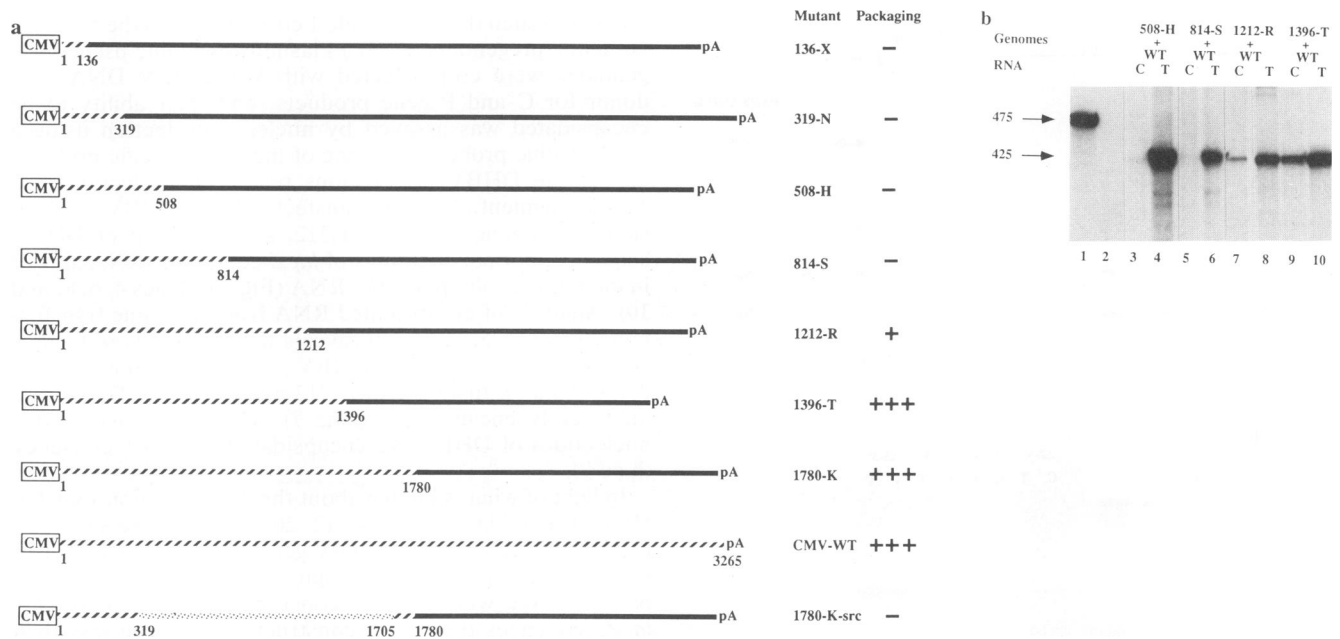 a
Mutant Packaging
CMV pA 136-X –
1 136
CMV pA 319-N –
1 319
CMV pA 508-H –
1 508
CMV pA 814-S –
1 814
CMV pA 1212-R +
1 1212
CMV pA 1396-T +++
1 1396
CMV pA 1780-K +++
1 1780
CMV pA CMV-WT +++
1 3265
CMV pA 1780-K-src –
1 319 1705 1780
b
508-H 814-S 1212-R 1396-T
Genomes + + + +
WT WT WT WT
RNA C T C T C T C T
475
425
1 2 3 4 5 6 7 8 9 10